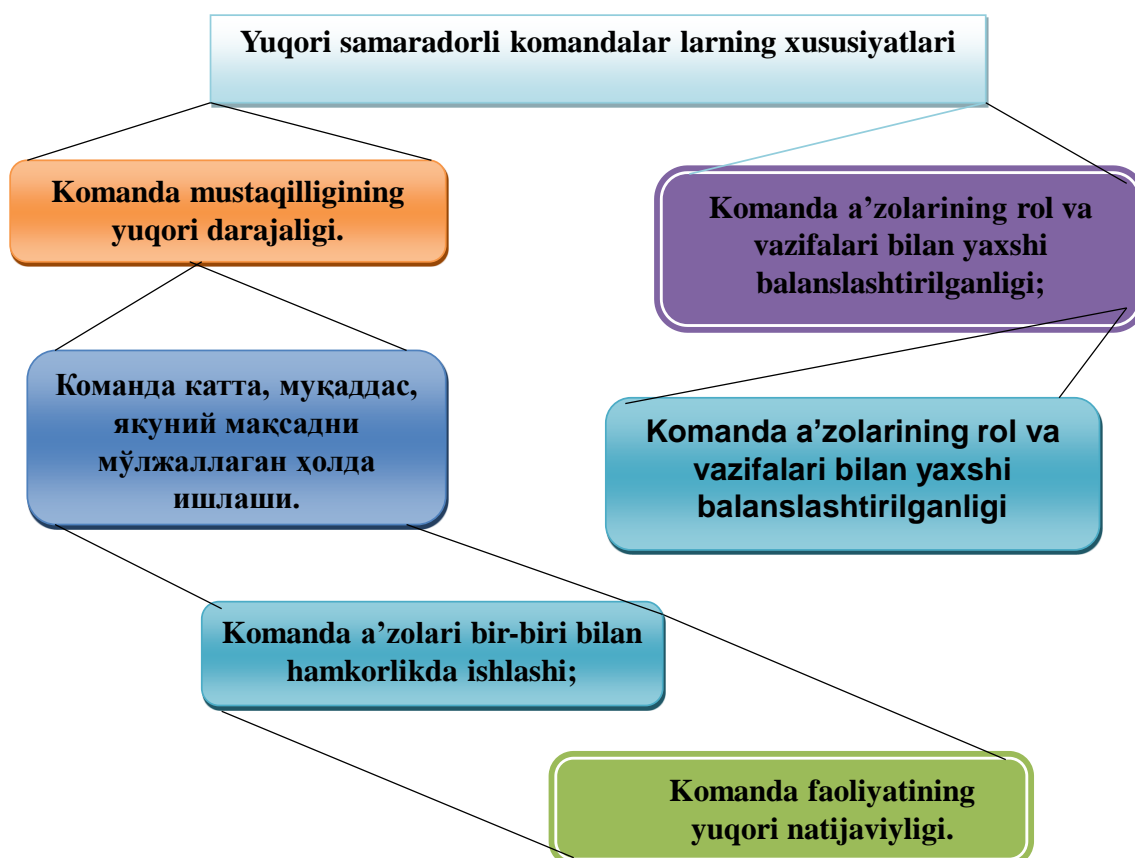 Yuqori samaradorli komandalar larning xususiyatlari
Komanda mustaqilligining
yuqori darajaligi.
Komanda a’zolarining rol va
vazifalari bilan yaxshi
balanslashtirilganligi;
Команда катта, муқаддас,
якуний мақсадни
мўлжаллаган ҳолда
ишлаши.
Komanda a’zolarining rol va
vazifalari bilan yaxshi
balanslashtirilganligi
Komanda a’zolari bir-biri bilan
hamkorlikda ishlashi;
Komanda faoliyatining
yuqori natijaviyligi.